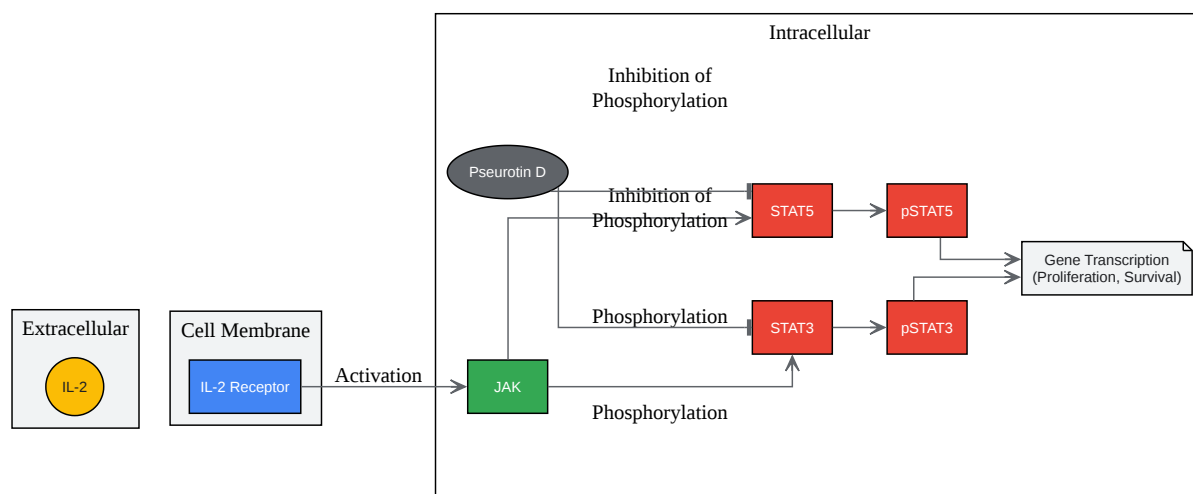 Intracellular
Inhibition of
Phosphorylation
Pseurotin D
Inhibition of
Phosphorylation
STAT5
pSTAT5
Gene Transcription
(Proliferation, Survival)
Extracellular
IL-2
Cell Membrane
IL-2 Receptor
Activation
JAK
Phosphorylation
STAT3
pSTAT3
Phosphorylation